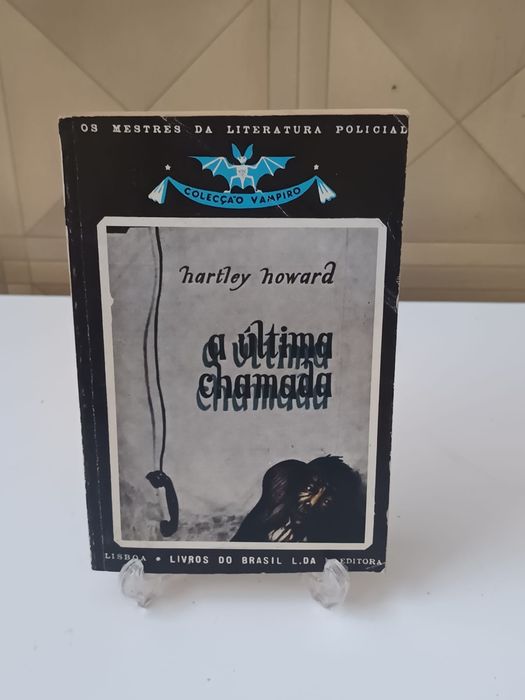 OS MESTRES DA LITERATURA POLICIAL
COLECÇÃO VAMPIRO
hartley howard
a última
chamada
LISBOA • LIVROS DO BRASIL L.DA • EDITORA